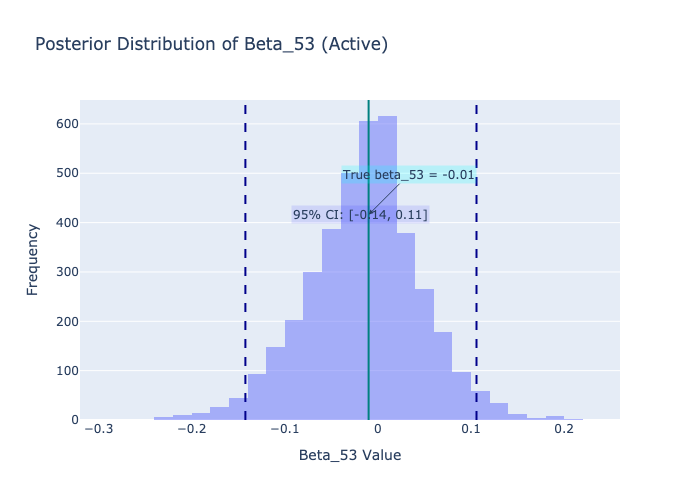 Posterior Distribution of Beta_53 (Active)
600
500
400
300
200
100
0
Frequency
True beta_53 = -0.01
95% CI: [-0.14, 0.11]
−0.3
−0.2
−0.1
0
0.1
0.2
Beta_53 Value